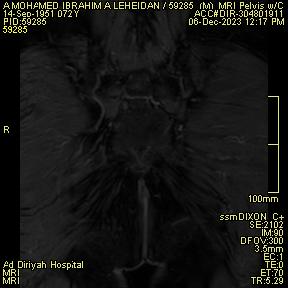 A MOHAMED IBRAHIM A LEHEIDAN / 59285 (M) MRI Pelvis w/C
14-Sep-1951 072Y ACC#DIR-304801911
PID:59285 06-Dec-2023 12:17 PM
59285
R
100mm
ssmDIXON C+
SE:2102
IM:90
DFOV:300
3.5mm
Ad Diriyah Hospital EC:1
MRI TE:0
MRI ET:70
TR:5.29